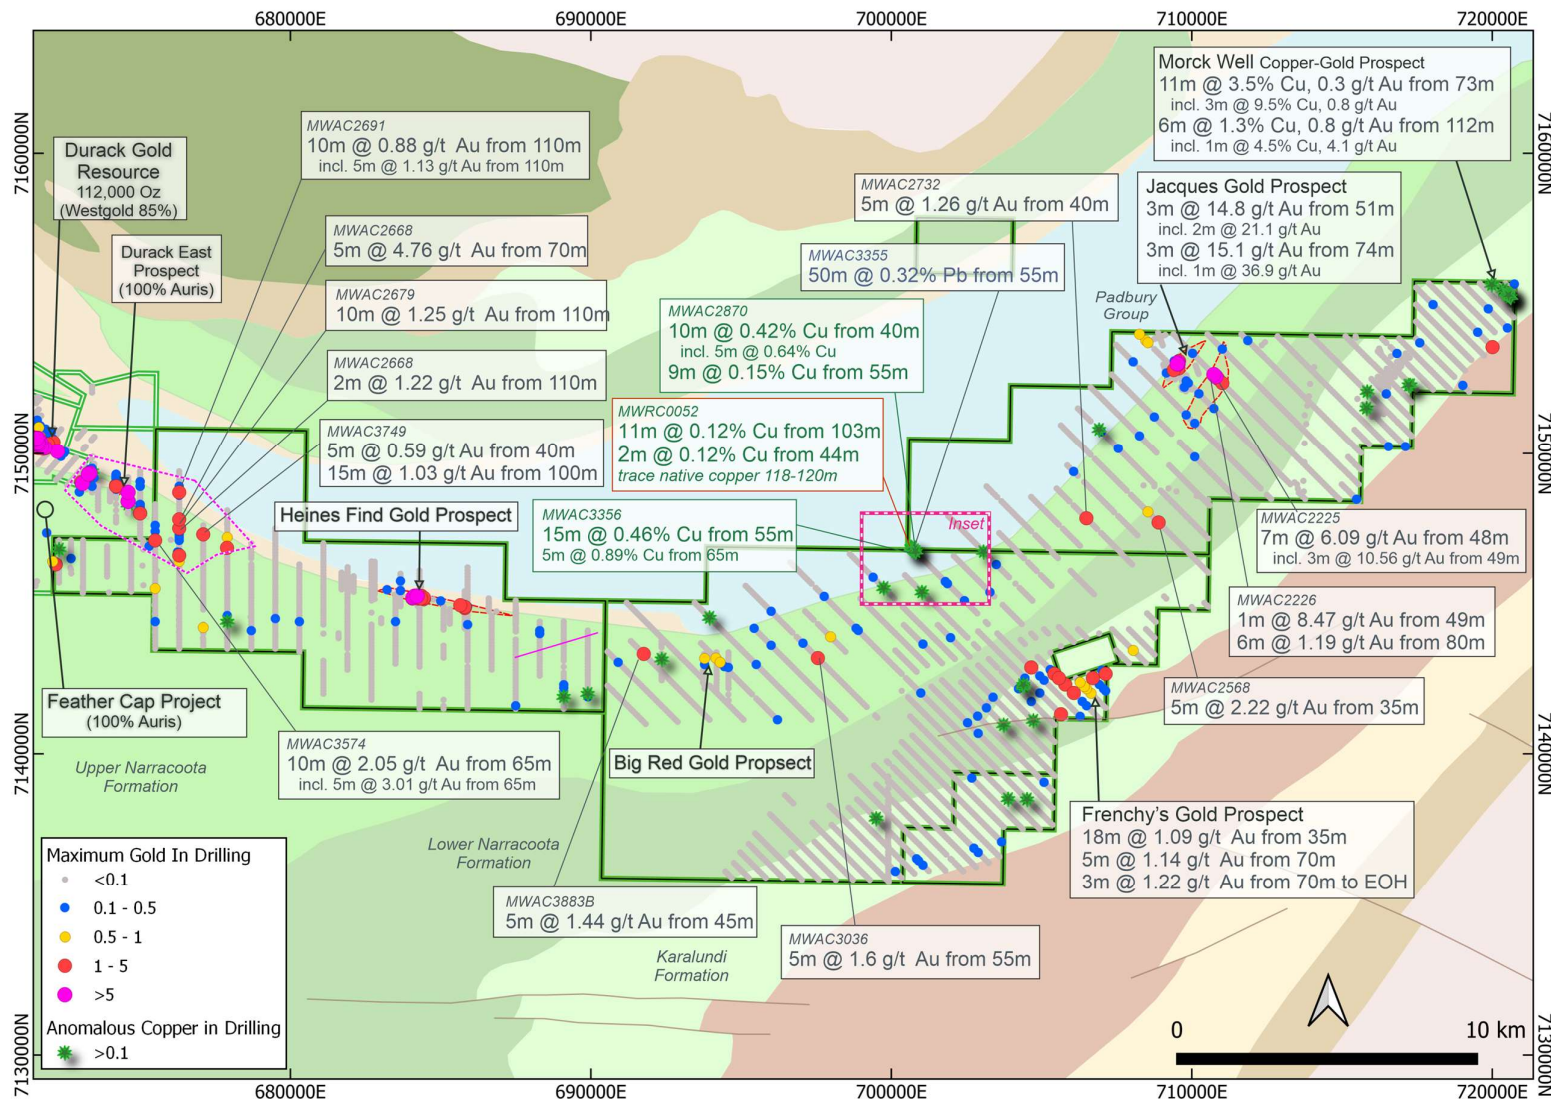 680000E
690000E
700000E
710000E
720000E
7160000N
7150000N
7140000N
7130000N
7160000N
7150000N
7140000N
7130000N
Morck Well Copper-Gold Prospect
11m @ 3.5% Cu, 0.3 g/t Au from 73m
incl. 3m @ 9.5% Cu, 0.8 g/t Au
6m @ 1.3% Cu, 0.8 g/t Au from 112m
incl. 1m @ 4.5% Cu, 4.1 g/t Au
MWAC2691
10m @ 0.88 g/t Au from 110m
incl. 5m @ 1.13 g/t Au from 110m
Durack Gold
Resource
112,000 Oz
(Westgold 85%)
MWAC2732
5m @ 1.26 g/t Au from 40m
Jacques Gold Prospect
3m @ 14.8 g/t Au from 51m
incl. 2m @ 21.1 g/t Au
3m @ 15.1 g/t Au from 74m
incl. 1m @ 36.9 g/t Au
MWAC2668
5m @ 4.76 g/t Au from 70m
Durack East
Prospect
(100% Auris)
MWAC3355
50m @ 0.32% Pb from 55m
MWAC2679
10m @ 1.25 g/t Au from 110m
Padbury
Group
MWAC2870
10m @ 0.42% Cu from 40m
incl. 5m @ 0.64% Cu
9m @ 0.15% Cu from 55m
MWAC2668
2m @ 1.22 g/t Au from 110m
MWRC0052
11m @ 0.12% Cu from 103m
2m @ 0.12% Cu from 44m
trace native copper 118-120m
MWAC3749
5m @ 0.59 g/t Au from 40m
15m @ 1.03 g/t Au from 100m
Heines Find Gold Prospect
MWAC3356
15m @ 0.46% Cu from 55m
5m @ 0.89% Cu from 65m
Inset
MWAC2225
7m @ 6.09 g/t Au from 48m
incl. 3m @ 10.56 g/t Au from 49m
MWAC2226
1m @ 8.47 g/t Au from 49m
6m @ 1.19 g/t Au from 80m
MWAC2568
5m @ 2.22 g/t Au from 35m
Feather Cap Project
(100% Auris)
MWAC3574
10m @ 2.05 g/t Au from 65m
incl. 5m @ 3.01 g/t Au from 65m
Big Red Gold Propsect
Upper Narracoota
Formation
Frenchy's Gold Prospect
18m @ 1.09 g/t Au from 35m
5m @ 1.14 g/t Au from 70m
3m @ 1.22 g/t Au from 70m to EOH
Lower Narracoota
Formation
MWAC3883B
5m @ 1.44 g/t Au from 45m
MWAC3036
5m @ 1.6 g/t Au from 55m
Karalundi
Formation
Maximum Gold In Drilling
<0.1
0.1 - 0.5
0.5 - 1
1 - 5
>5
Anomalous Copper in Drilling
>0.1
0
10 km
680000E
690000E
700000E
710000E
720000E